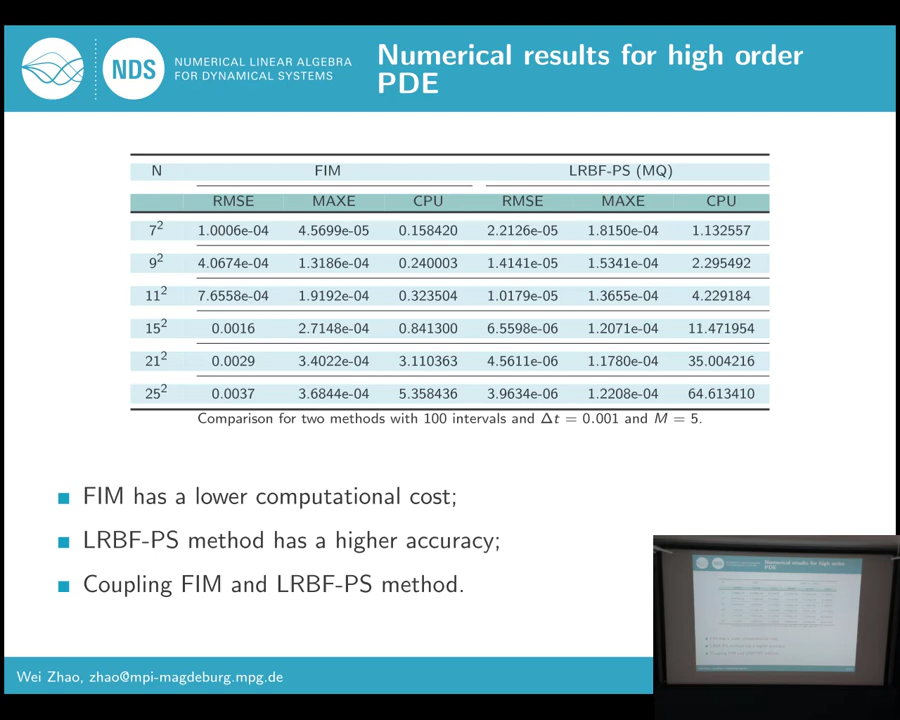 NDS
NUMERICAL LINEAR ALGEBRA
FOR DYNAMICAL SYSTEMS
Numerical results for high order
PDE
N FIM LRBF-PS (MQ)
RMSE MAXE CPU RMSE MAXE CPU
7² 1.0006e-04 4.5699e-05 0.158420 2.2126e-05 1.8150e-04 1.132557
9² 4.0674e-04 1.3186e-04 0.240003 1.4141e-05 1.5341e-04 2.295492
11² 7.6558e-04 1.9192e-04 0.323504 1.0179e-05 1.3655e-04 4.229184
15² 0.0016 2.7148e-04 0.841300 6.5598e-06 1.2071e-04 11.471954
21² 0.0029 3.4022e-04 3.110363 4.5611e-06 1.1780e-04 35.004216
25² 0.0037 3.6844e-04 5.358436 3.9634e-06 1.2208e-04 64.613410
Comparison for two methods with 100 intervals and Δt = 0.001 and M = 5.
FIM has a lower computational cost;
LRBF-PS method has a higher accuracy;
Coupling FIM and LRBF-PS method.
Wei Zhao, zhao@mpi-magdeburg.mpg.de
Numerical results for high order
PDE